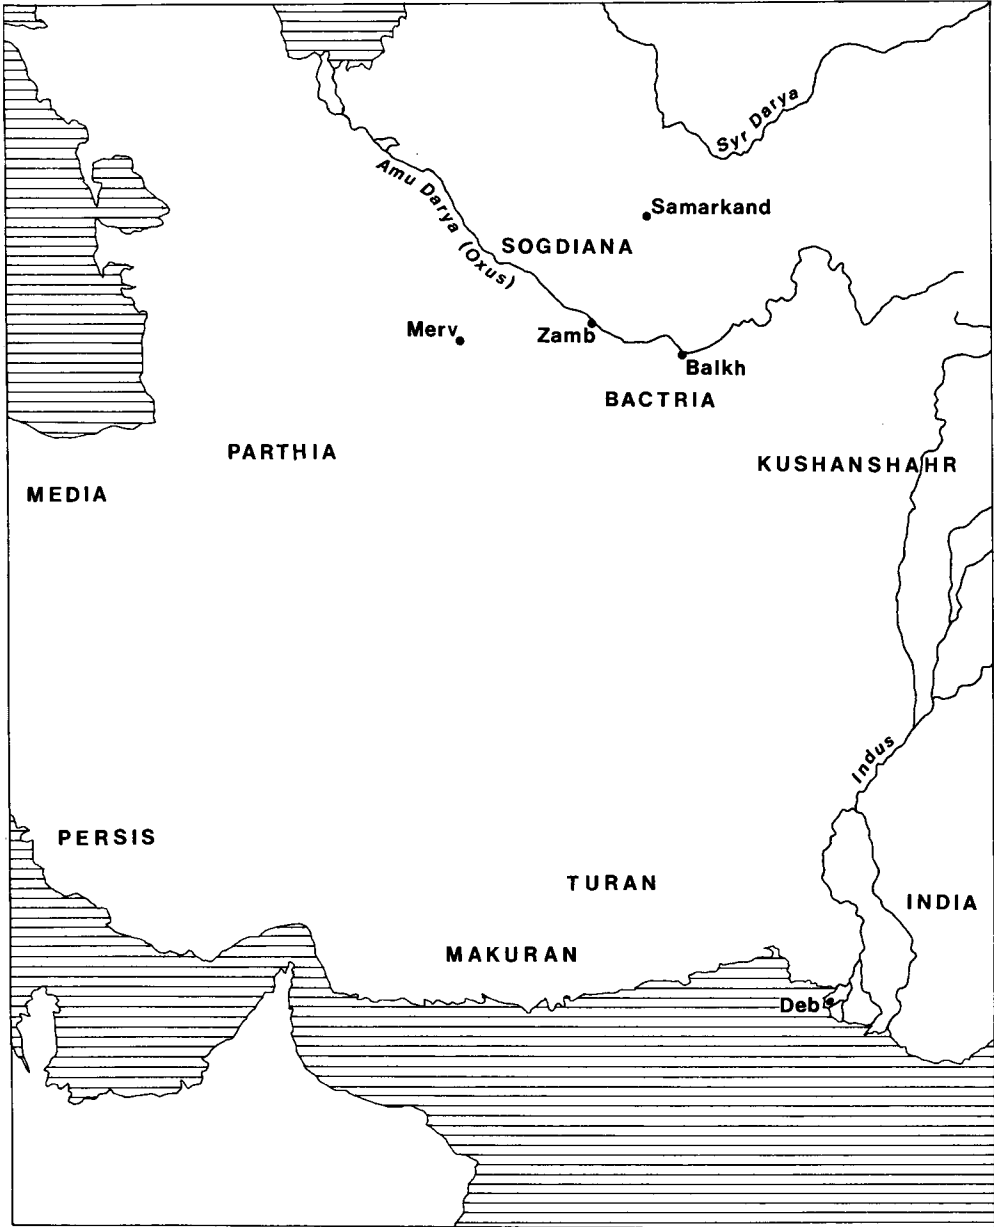 Syr Darya
Amu Darya (Oxus)
Samarkand
SOGDIANA
Merv
Zamb
Balkh
BACTRIA
PARTHIA
KUSHANSHAHR
MEDIA
Indus
PERSIS
TURAN
INDIA
MAKURAN
Deb